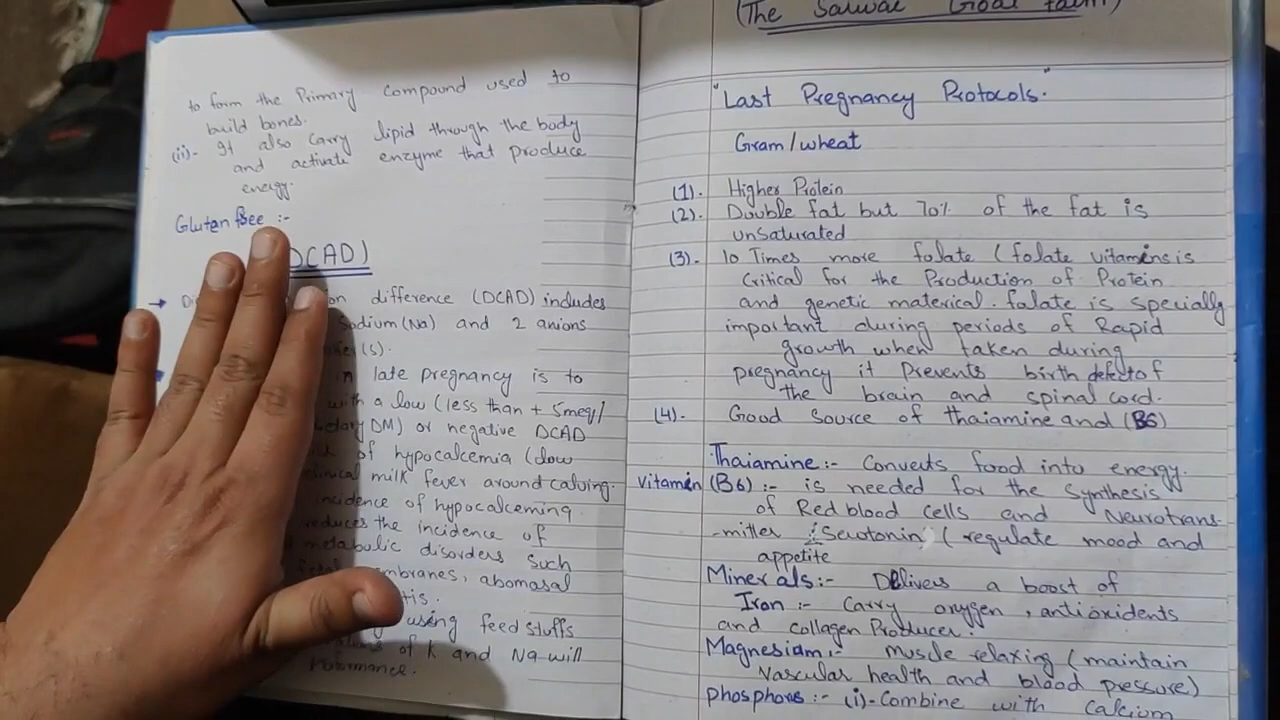 to form the Primary Compound used to
build bones.
(ii)- It also carry lipid through the body
and activate enzyme that produce
energy.
Glutan free :-
DCAD)
on difference (DCAD) includes
Sodium (Na) and 2 anions
(s).
late pregnancy is to
with a low (less than + 5meq/
DM) or negative DCAD
of hypocalcemia (low
milk fever around calving.
incidence of hypocalceming
reduces the incidence of
metabolic disorders such
membranes, abomasal
using feed stuffs
of K and Na will
(The Sarwar Goat Farm)
"Last Pregnancy Protocols."
Gram/wheat
(1). Higher Protein
(2). Double fat but 70% of the fat is
unsaturated
(3)- 10 Times more folate (folate vitamins is
Critical for the Production of Protein
and genetic material. folate is specially
important during periods of Rapid
growth when taken during
pregnancy it Prevents birth defect of
the brain and spinal cord.
(4)- Good Source of thaiamine and (B6)
Thaiamine:- Converts food into energy.
Vitamin (B6):- is needed for the Synthesis
of Red blood cells and Neurotrans-
-mitter Serotonin (regulate mood and
appetite
Minerals:- Delivers a boost of
Iron :- Carry oxygen, antioxidents
and collagen Producer.
Magnesiam:- muscle relaxing (maintain
Vascular health and blood pressure)
phosphors :- (i)-Combine with Calcium